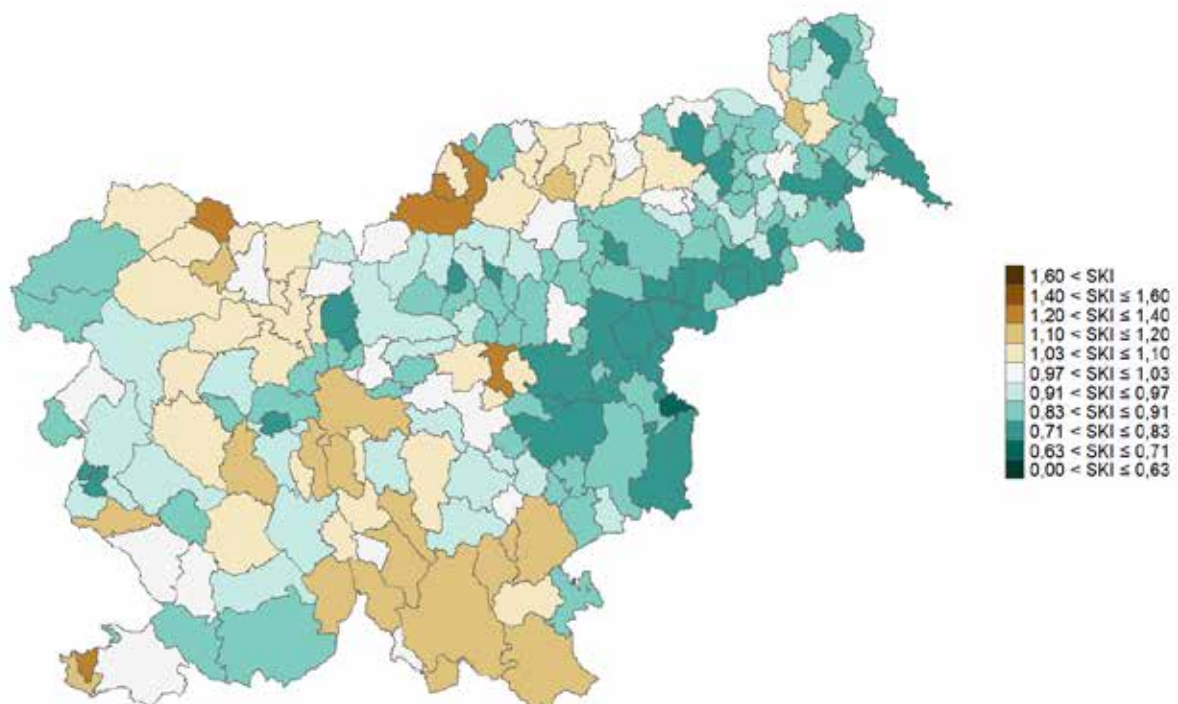 1,60 < SKI
1,40 < SKI ≤ 1,60
1,20 < SKI ≤ 1,40
1,10 < SKI ≤ 1,20
1,03 < SKI ≤ 1,10
0,97 < SKI ≤ 1,03
0,91 < SKI ≤ 0,97
0,83 < SKI ≤ 0,91
0,71 < SKI ≤ 0,83
0,63 < SKI ≤ 0,71
0,00 < SKI ≤ 0,63